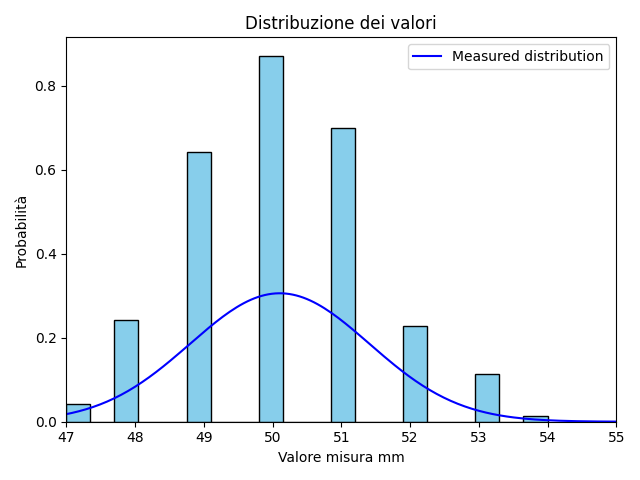 Distribuzione dei valori
Measured distribution
Probabilità
0.8
0.6
0.4
0.2
0.0
47 48 49 50 51 52 53 54 55
Valore misura mm